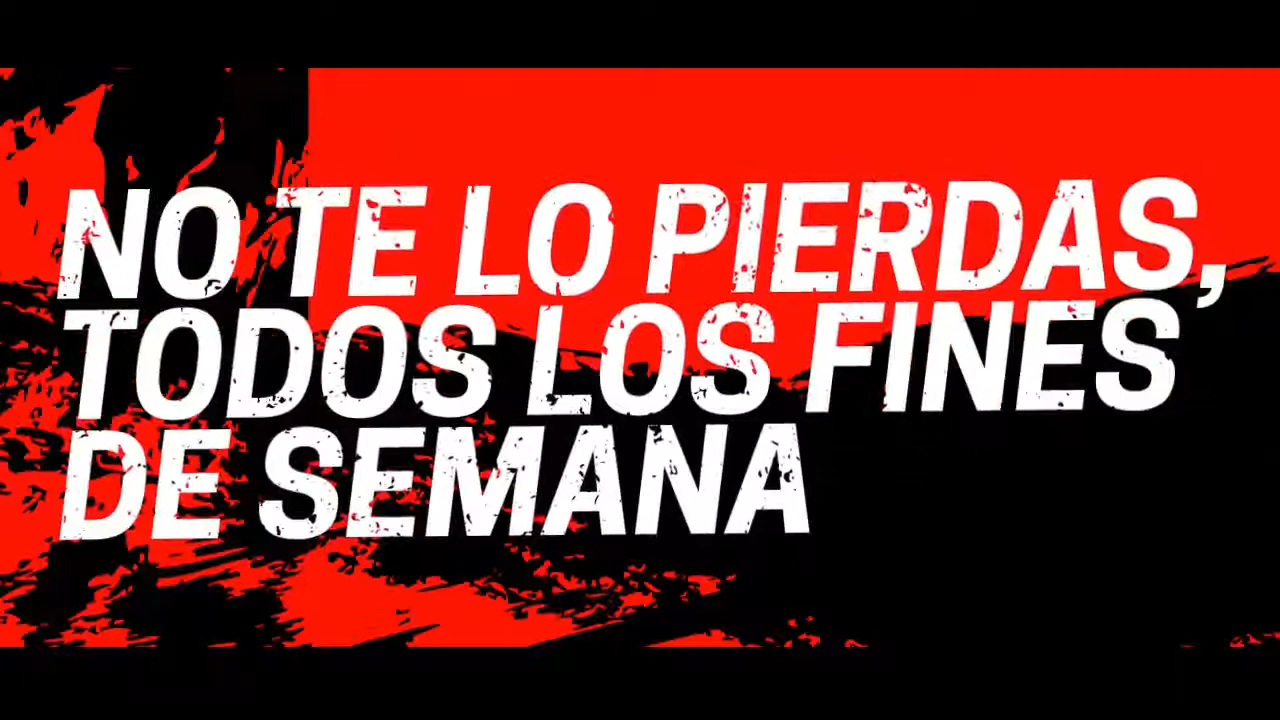 NO TE LO PIERDAS,
TODOS LOS FINES
DE SEMANA